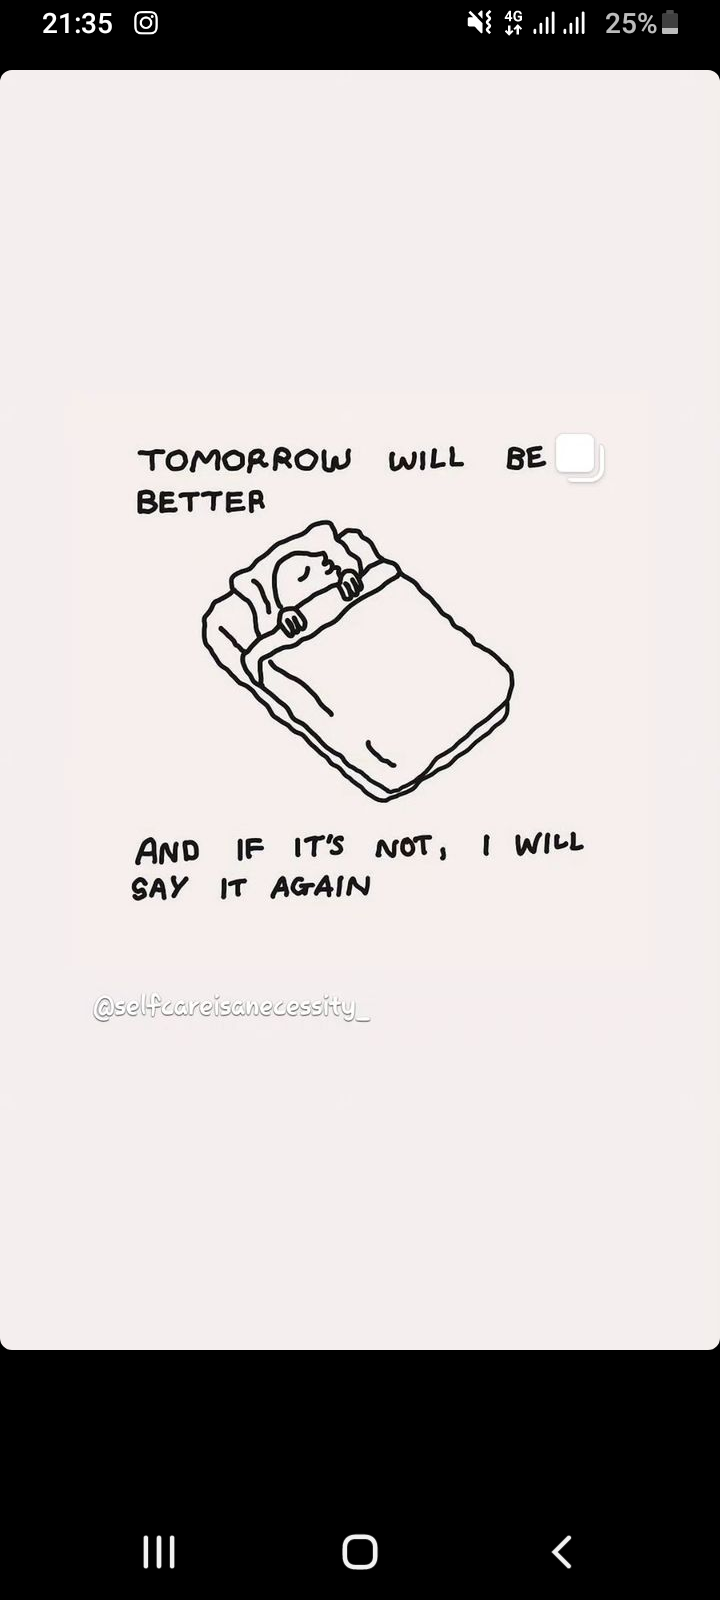 21:35 4G 25%
TOMORROW WILL BE
BETTER
AND IF IT'S NOT, I WILL
SAY IT AGAIN
@selfcareisanecessity_